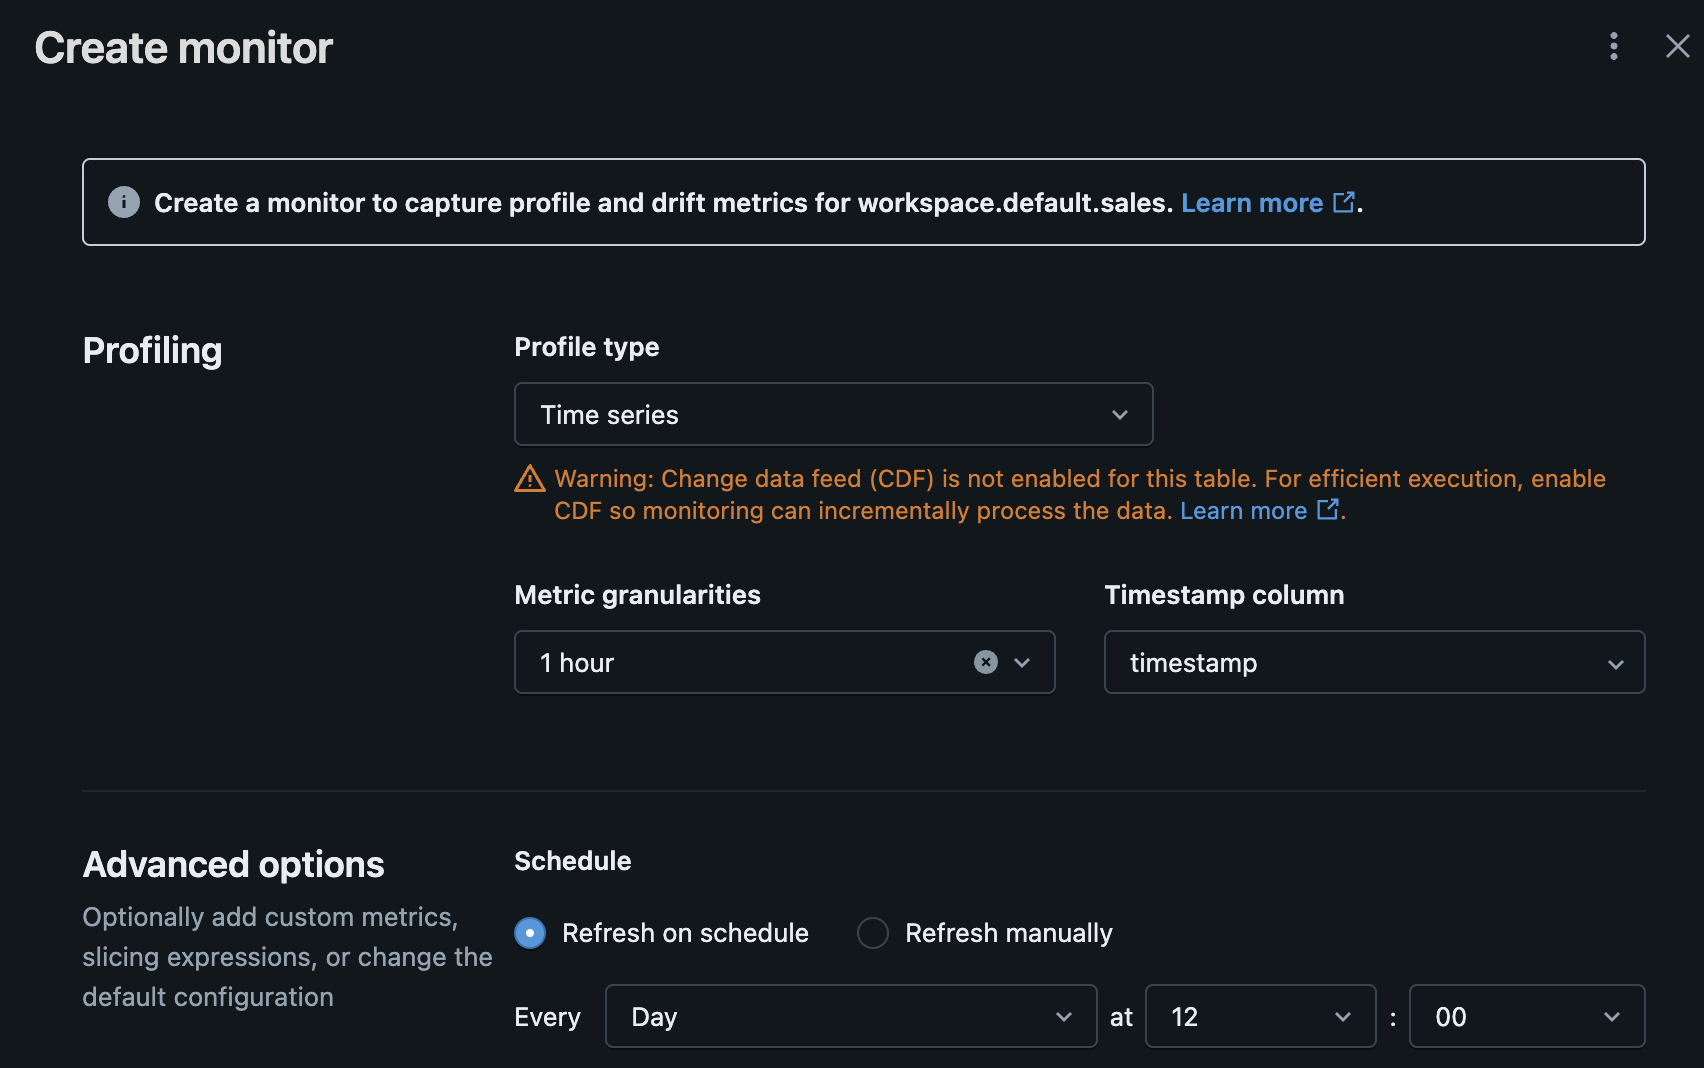 Create monitor
Create a monitor to capture profile and drift metrics for workspace.default.sales. Learn more.
Profiling
Profile type
Time series
Warning: Change data feed (CDF) is not enabled for this table. For efficient execution, enable
CDF so monitoring can incrementally process the data. Learn more.
Metric granularities
Timestamp column
1 hour
timestamp
Advanced options
Optionally add custom metrics,
slicing expressions, or change the
default configuration
Schedule
Refresh on schedule
Refresh manually
Every Day at 12 : 00